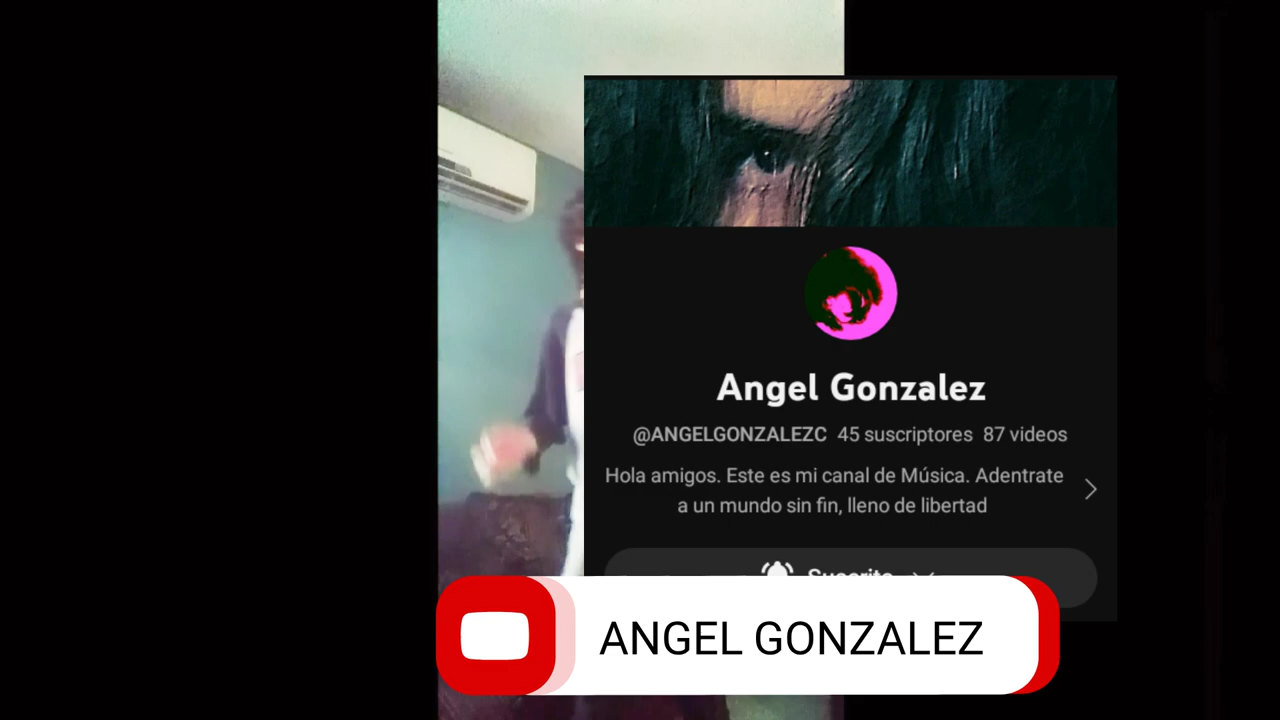 Angel Gonzalez
@ANGELGONZALEZC 45 suscriptores 87 videos
Hola amigos. Este es mi canal de Música. Adentrate
a un mundo sin fin, lleno de libertad
Suscrito
ANGEL GONZALEZ